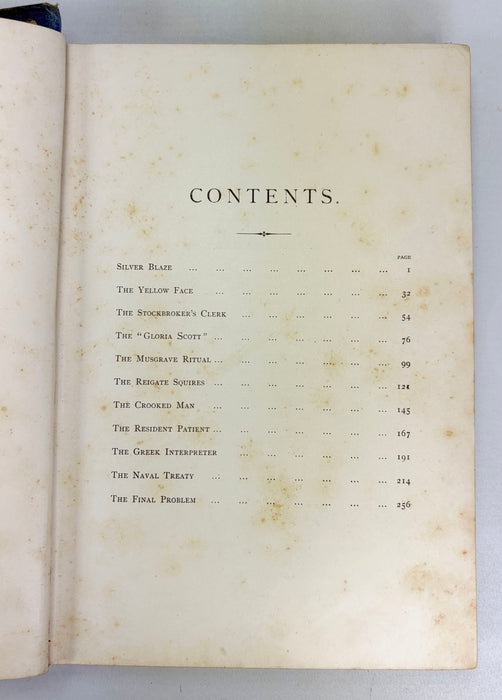 CONTENTS.
PAGE
SILVER BLAZE ... ... ... ... ... ... ... ... 1
THE YELLOW FACE ... ... ... ... ... ... ... 32
THE STOCKBROKER'S CLERK ... ... ... ... ... ... 54
THE "GLORIA SCOTT" ... ... ... ... ... ... ... 76
THE MUSGRAVE RITUAL ... ... ... ... ... ... ... 99
THE REIGATE SQUIRES ... ... ... ... ... ... ... 121
THE CROOKED MAN ... ... ... ... ... ... ... 145
THE RESIDENT PATIENT ... ... ... ... ... ... ... 167
THE GREEK INTERPRETER ... ... ... ... ... ... 191
THE NAVAL TREATY ... ... ... ... ... ... ... 214
THE FINAL PROBLEM ... ... ... ... ... ... ... 256